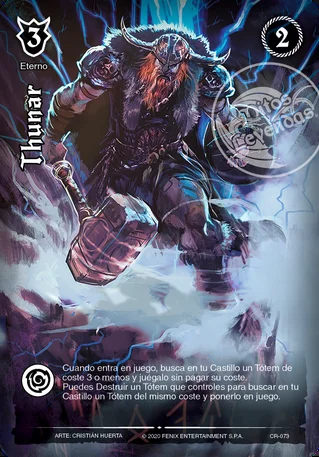 3
2
Eterno
Thunar
Mitos
Leyendas
Cuando entra en juego, busca en tu Castillo un Tótem de
coste 3 o menos y juégalo sin pagar su coste.
Puedes Destruir un Tótem que controles para buscar en tu
Castillo un Tótem del mismo coste y ponerlo en juego.
ARTE: CRISTIÁN HUERTA © 2020 FENIX ENTERTAINMENT S.P.A. CR-073